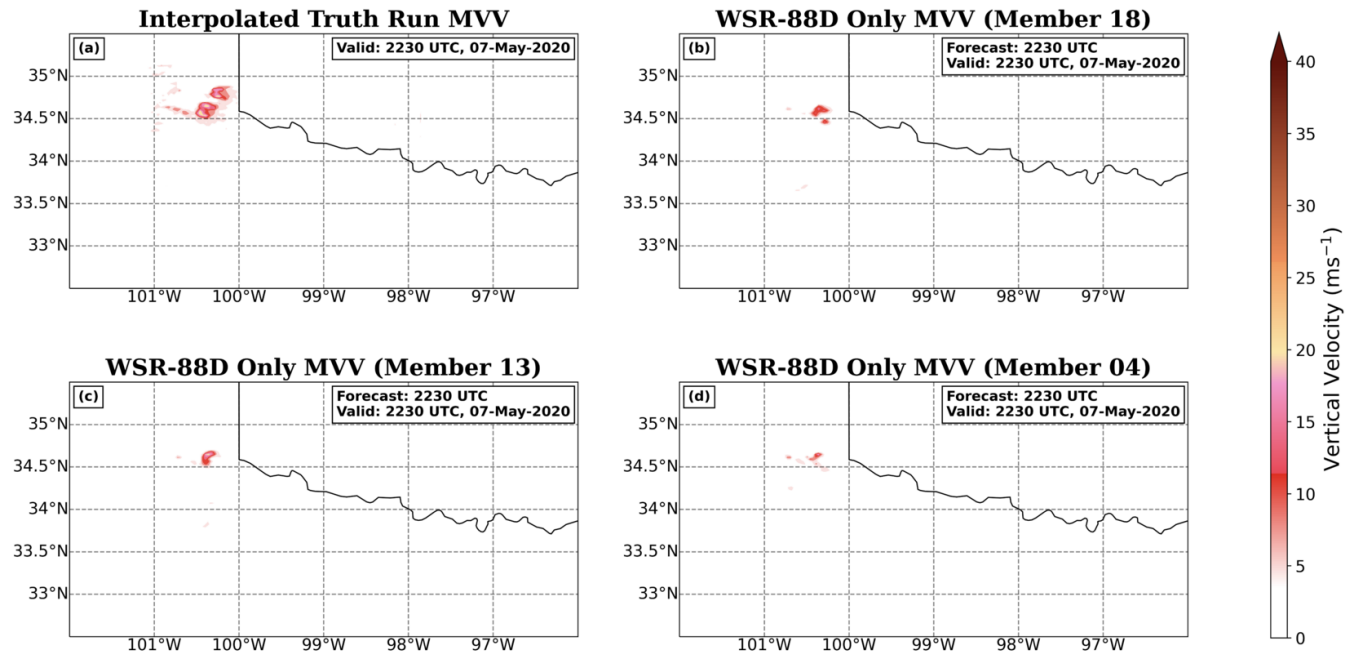 Interpolated Truth Run MVV
(a)
Valid: 2230 UTC, 07-May-2020
35°N
34.5°N
34°N
33.5°N
33°N
101°W 100°W 99°W 98°W 97°W
WSR-88D Only MVV (Member 18)
(b)
Forecast: 2230 UTC
Valid: 2230 UTC, 07-May-2020
35°N
34.5°N
34°N
33.5°N
33°N
101°W 100°W 99°W 98°W 97°W
WSR-88D Only MVV (Member 13)
(c)
Forecast: 2230 UTC
Valid: 2230 UTC, 07-May-2020
35°N
34.5°N
34°N
33.5°N
33°N
101°W 100°W 99°W 98°W 97°W
WSR-88D Only MVV (Member 04)
(d)
Forecast: 2230 UTC
Valid: 2230 UTC, 07-May-2020
35°N
34.5°N
34°N
33.5°N
33°N
101°W 100°W 99°W 98°W 97°W
40
35
30
25
20
15
10
5
0
Vertical Velocity (ms⁻¹)